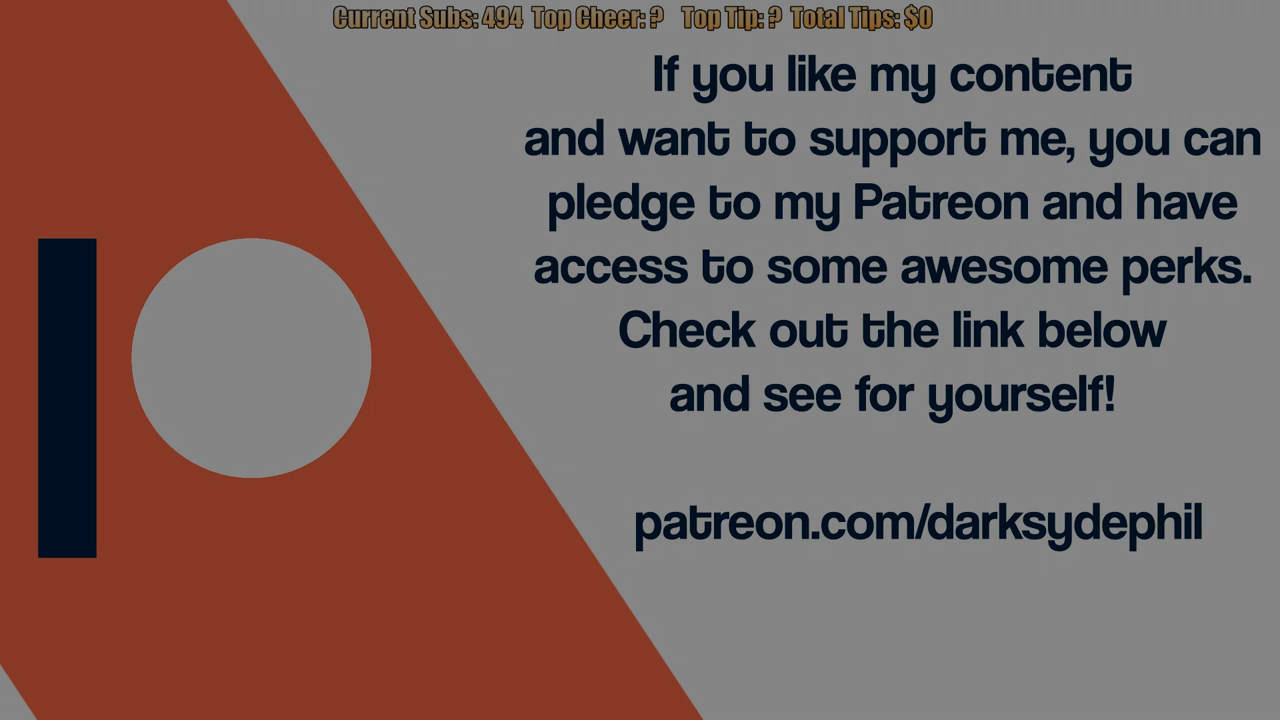 Current Subs: 494  Top Cheer: ?    Top Tip: ?  Total Tips: $0
If you like my content
and want to support me, you can
pledge to my Patreon and have
access to some awesome perks.
Check out the link below
and see for yourself!
patreon.com/darksydephil